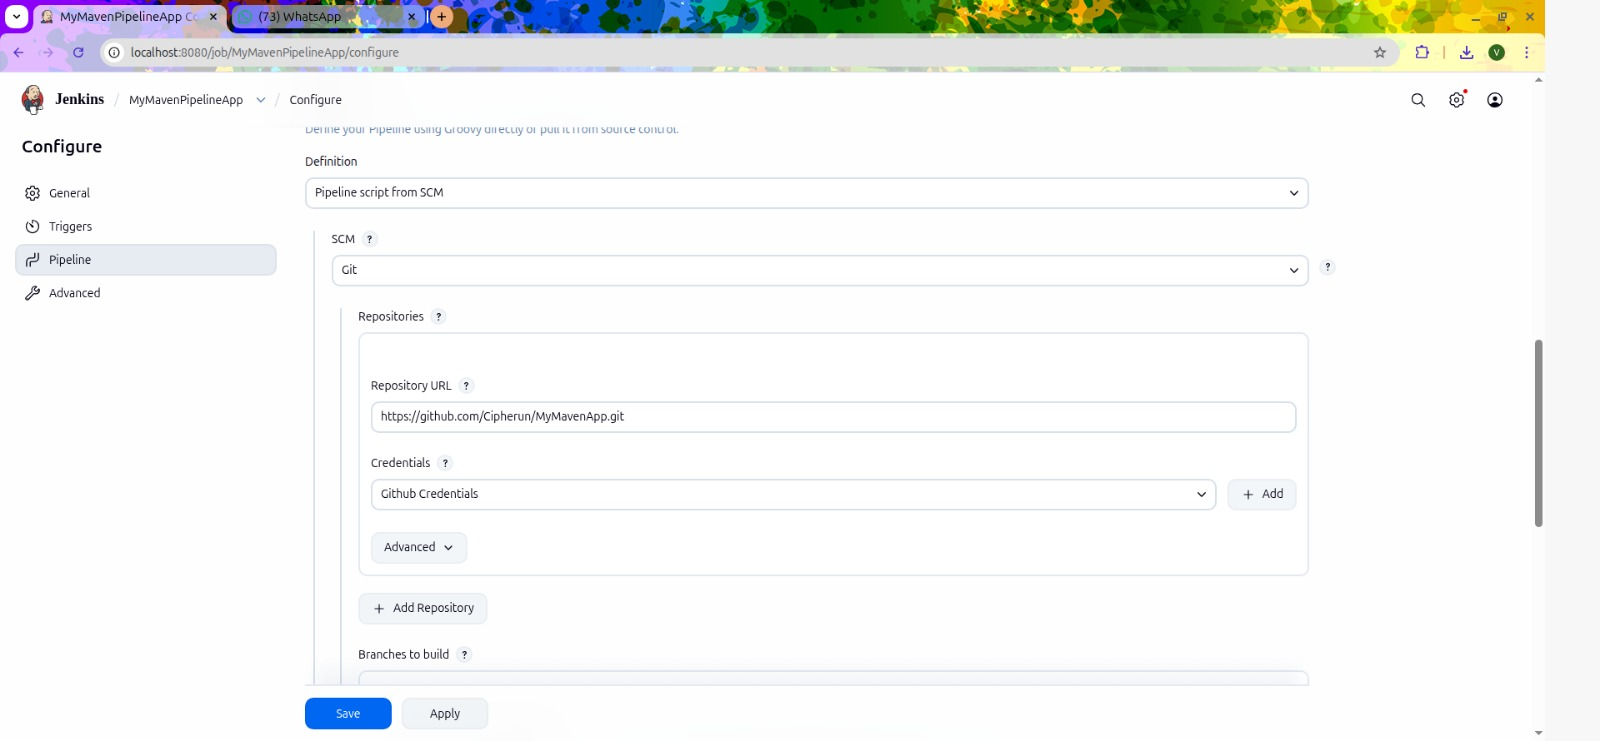 MyMavenPipelineApp Co
(73) WhatsApp
localhost:8080/job/MyMavenPipelineApp/configure
V
Jenkins / MyMavenPipelineApp / Configure
Configure
General
Triggers
Pipeline
Advanced
Define your Pipeline using Groovy directly or pull it from source control.
Definition
Pipeline script from SCM
SCM ?
Git
?
Repositories ?
Repository URL ?
https://github.com/Cipherun/MyMavenApp.git
Credentials ?
Github Credentials
+ Add
Advanced
+ Add Repository
Branches to build ?
Save
Apply